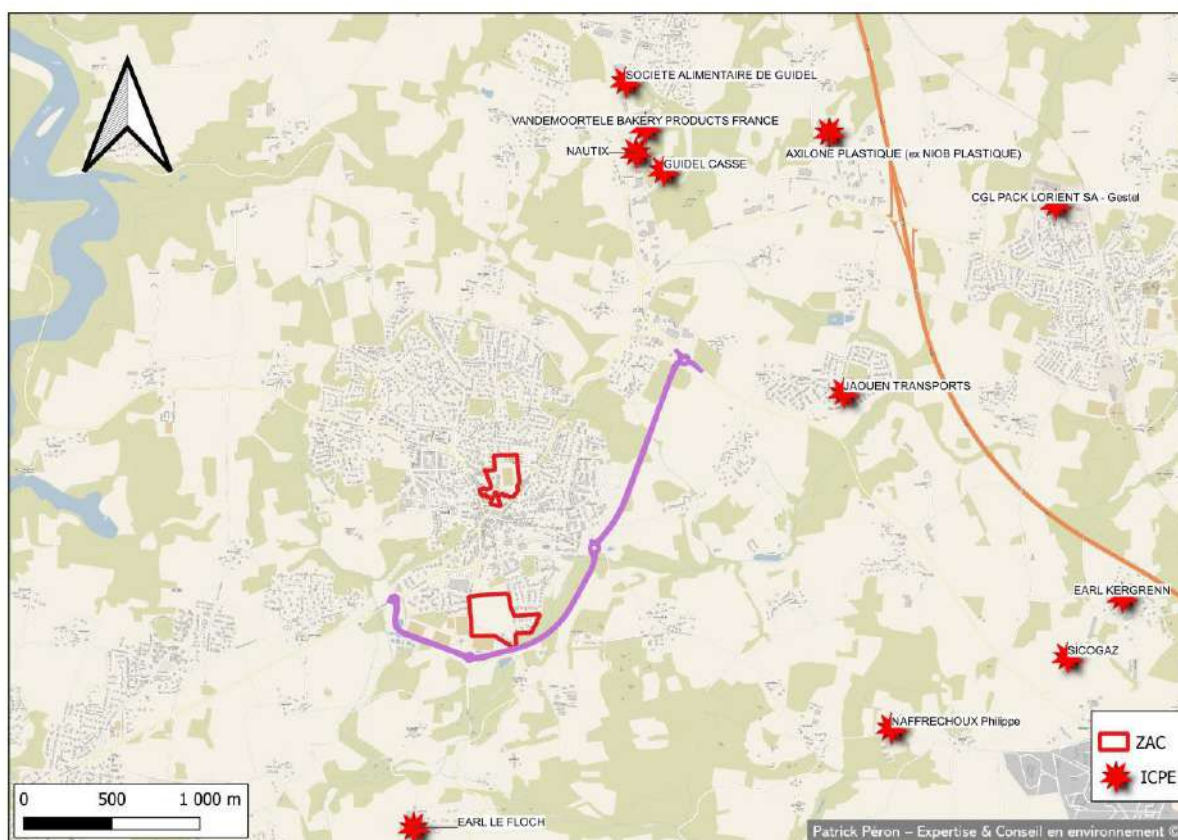 SOCIETE ALIMENTAIRE DE GUIDEL
VANDEMOORTELE BAKERY PRODUCTS FRANCE
NAUTIX
AXILONE PLASTIQUE (ex NIOB PLASTIQUE)
GUIDEL CASSE
CGL PACK LORIENT SA - Gestel
JAOUEN TRANSPORTS
EARL KERGRENN
SICOGAZ
NAFFRECHOUX Philippe
ZAC
ICPE
0 500 1 000 m
EARL LE FLOCH
Patrick Péron – Expertise & Conseil en environnement ©